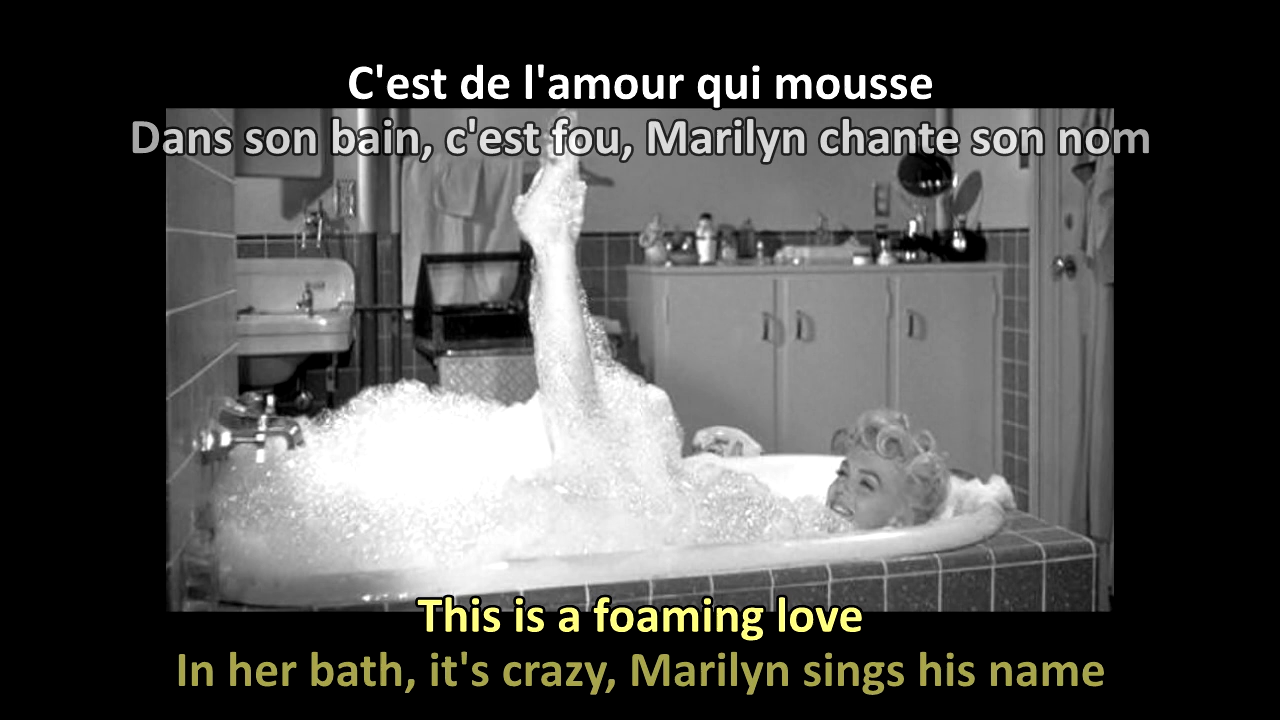 C'est de l'amour qui mousse
Dans son bain, c'est fou, Marilyn chante son nom
This is a foaming love
In her bath, it's crazy, Marilyn sings his name